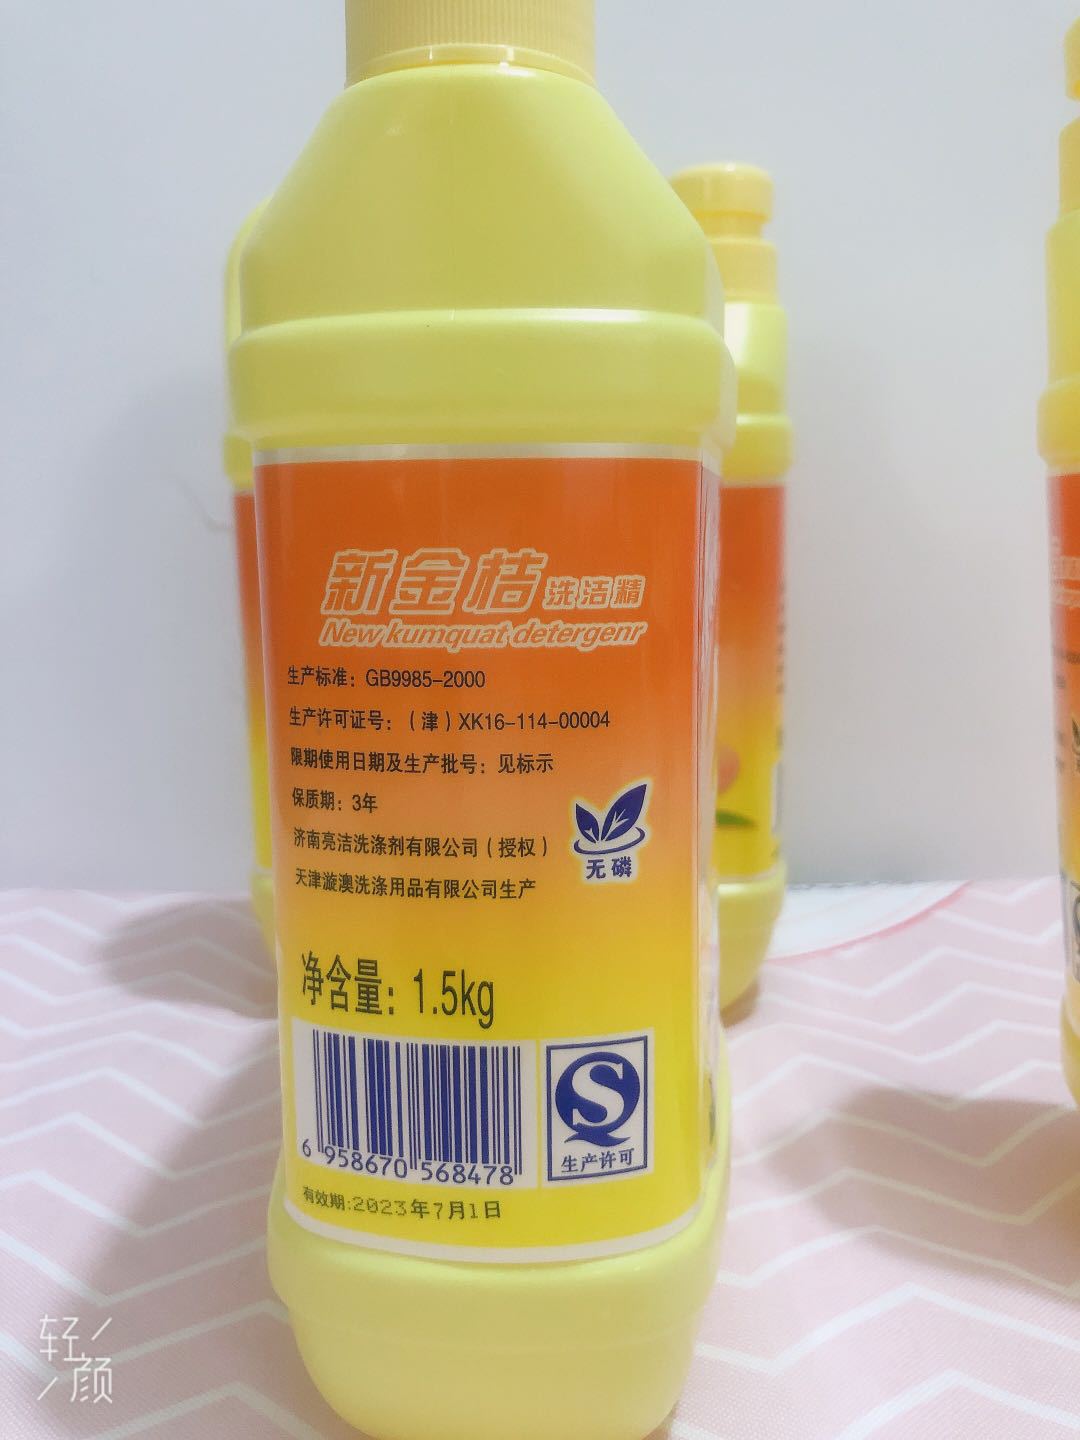 新金桔洗洁精
New kumquat detergenr
生产标准：GB9985-2000
生产许可证号：（津）XK16-114-00004
限期使用日期及生产批号：见标示
保质期：3年
济南亮洁洗涤剂有限公司（授权）
天津漩澳洗涤用品有限公司生产
无磷
净含量：1.5kg
6 958670 568478
S
生产许可
有效期:2023年7月1日
轻颜